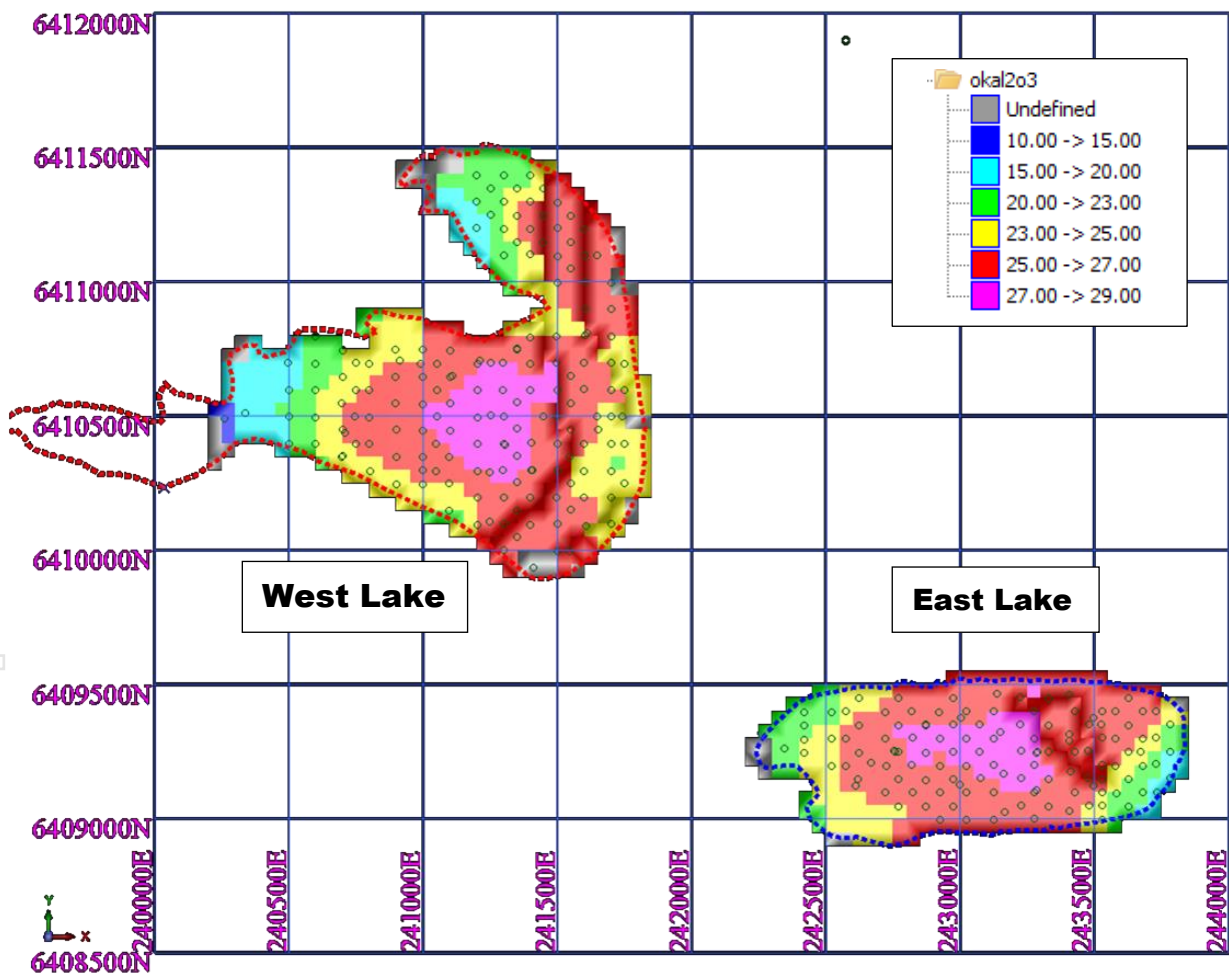 6412000N
okal2o3
Undefined
10.00 -> 15.00
15.00 -> 20.00
20.00 -> 23.00
23.00 -> 25.00
25.00 -> 27.00
27.00 -> 29.00
6411500N
6411000N
6410500N
6410000N
West Lake
East Lake
6409500N
6409000N
240000E
240500E
241000E
241500E
242000E
242500E
243000E
243500E
244000E
Y
X
6408500N